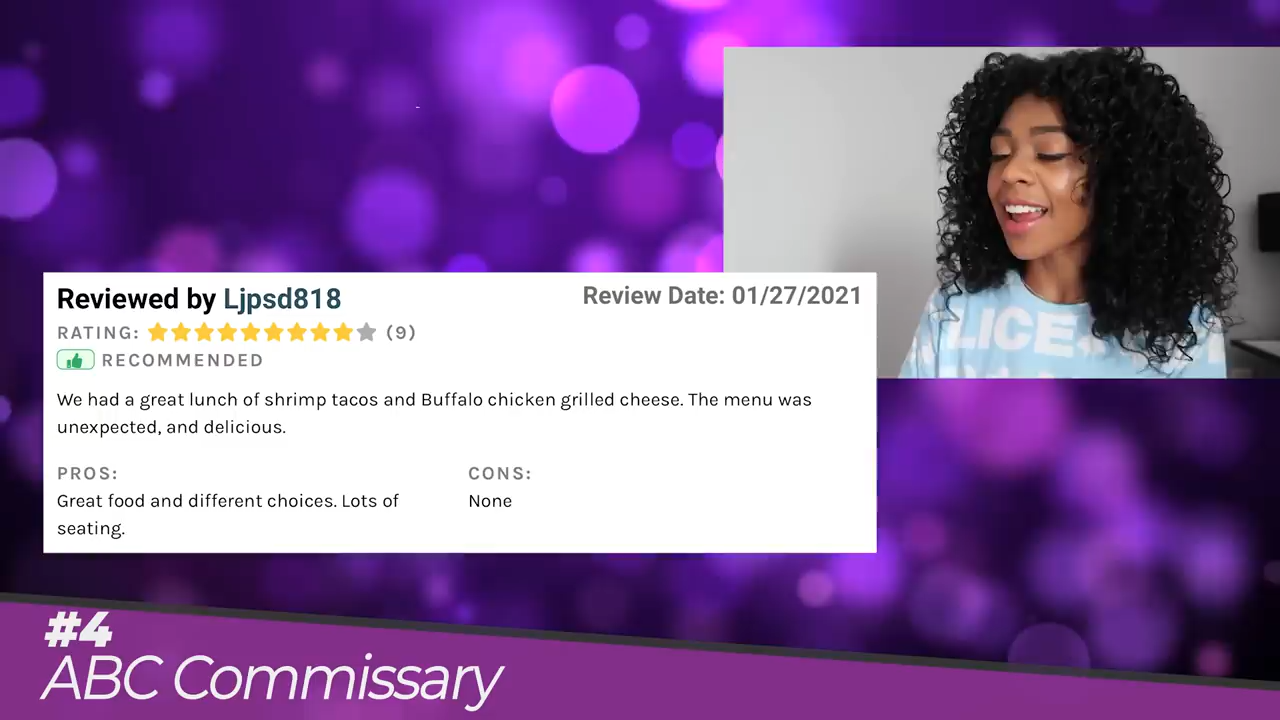 Reviewed by Ljpsd818
Review Date: 01/27/2021
RATING: (9)
RECOMMENDED
We had a great lunch of shrimp tacos and Buffalo chicken grilled cheese. The menu was
unexpected, and delicious.
PROS:
Great food and different choices. Lots of
seating.
CONS:
None
LICE
#4
ABC Commissary